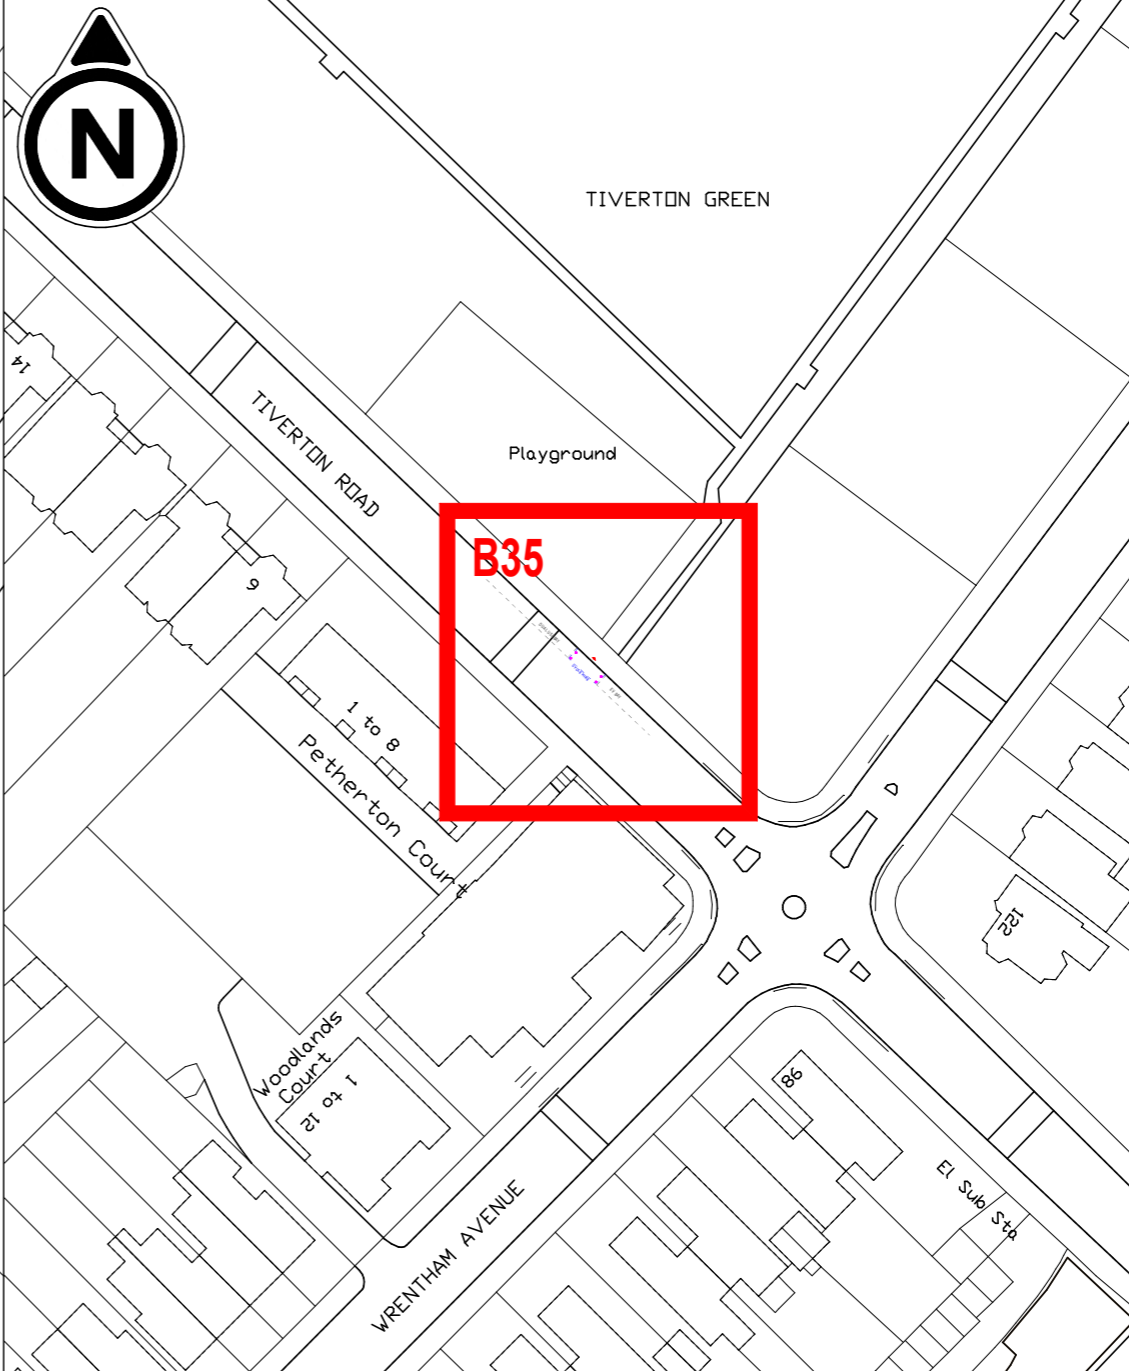 N
TIVERTON GREEN
14
TIVERTON ROAD
Playground
B35
9
1 to 8
Petherton Court
122
Woodlands
Court
1 to 12
98
El Sub Sta
WRENTHAM AVENUE